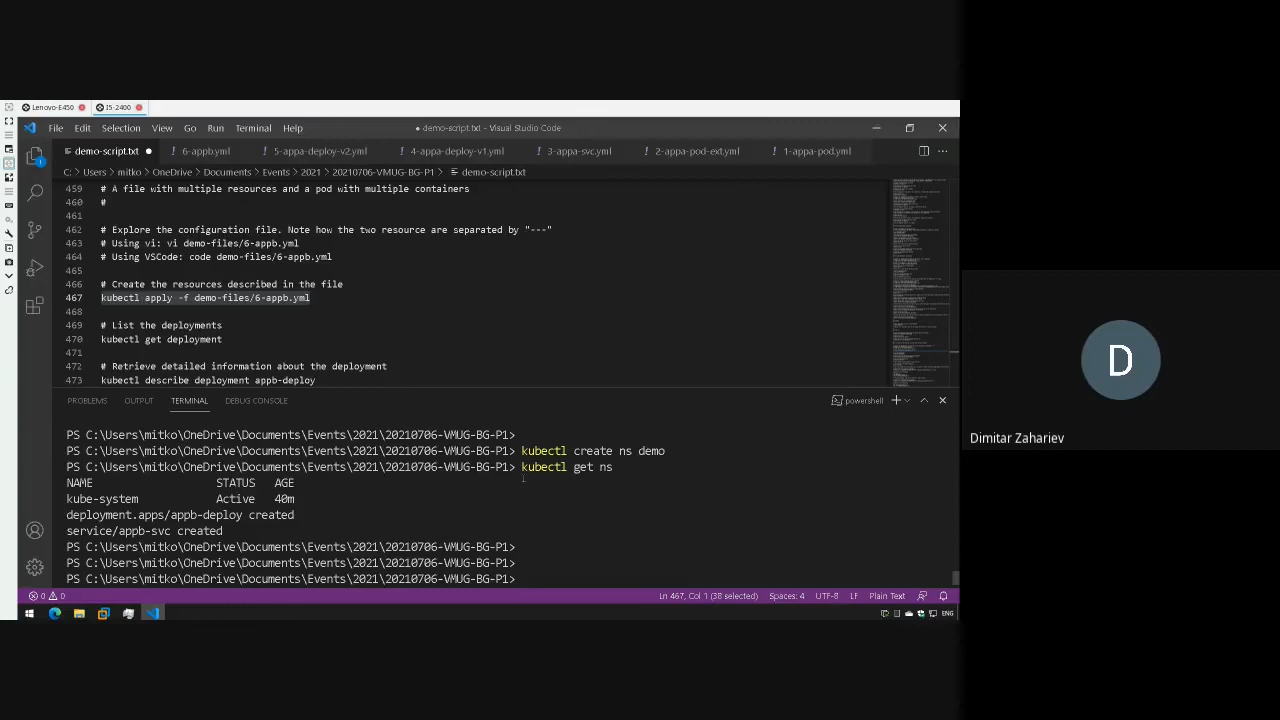 Lenovo-E450 I5-2400
File Edit Selection View Go Run Terminal Help
● demo-script.txt - Visual Studio Code
demo-script.txt ● ! 6-appb.yml ! 5-appa-deploy-v2.yml ! 4-appa-deploy-v1.yml ! 3-appa-svc.yml ! 2-appa-pod-ext.yml ! 1-appa-pod.yml
C: > Users > mitko > OneDrive > Documents > Events > 2021 > 20210706-VMUG-BG-P1 > demo-script.txt
459 # A file with multiple resources and a pod with multiple containers
460 #
461
462 the resources are separated by "---"
463 # Using vi: vi demo-files/6-appb.yml
464 # Using VSCode: demo-files/6-appb.yml
465
466 # Create the resources described in the file
467 kubectl apply -f demo-files/6-appb.yml
468
469 # List the deployments
470 kubectl get deployment
471
472 # Retrieve detailed information about the deployment
473 kubectl describe deployment appb-deploy
PROBLEMS OUTPUT TERMINAL DEBUG CONSOLE powershell
PS C:\Users\mitko\OneDrive\Documents\Events\2021\20210706-VMUG-BG-P1>
PS C:\Users\mitko\OneDrive\Documents\Events\2021\20210706-VMUG-BG-P1> kubectl create ns demo
PS C:\Users\mitko\OneDrive\Documents\Events\2021\20210706-VMUG-BG-P1> kubectl get ns
NAME STATUS AGE
kube-system Active 40m
deployment.apps/appb-deploy created
service/appb-svc created
PS C:\Users\mitko\OneDrive\Documents\Events\2021\20210706-VMUG-BG-P1>
PS C:\Users\mitko\OneDrive\Documents\Events\2021\20210706-VMUG-BG-P1>
PS C:\Users\mitko\OneDrive\Documents\Events\2021\20210706-VMUG-BG-P1>
0 0 Ln 467, Col 1 (38 selected) Spaces: 4 UTF-8 LF Plain Text
ENG
D
Dimitar Zahariev